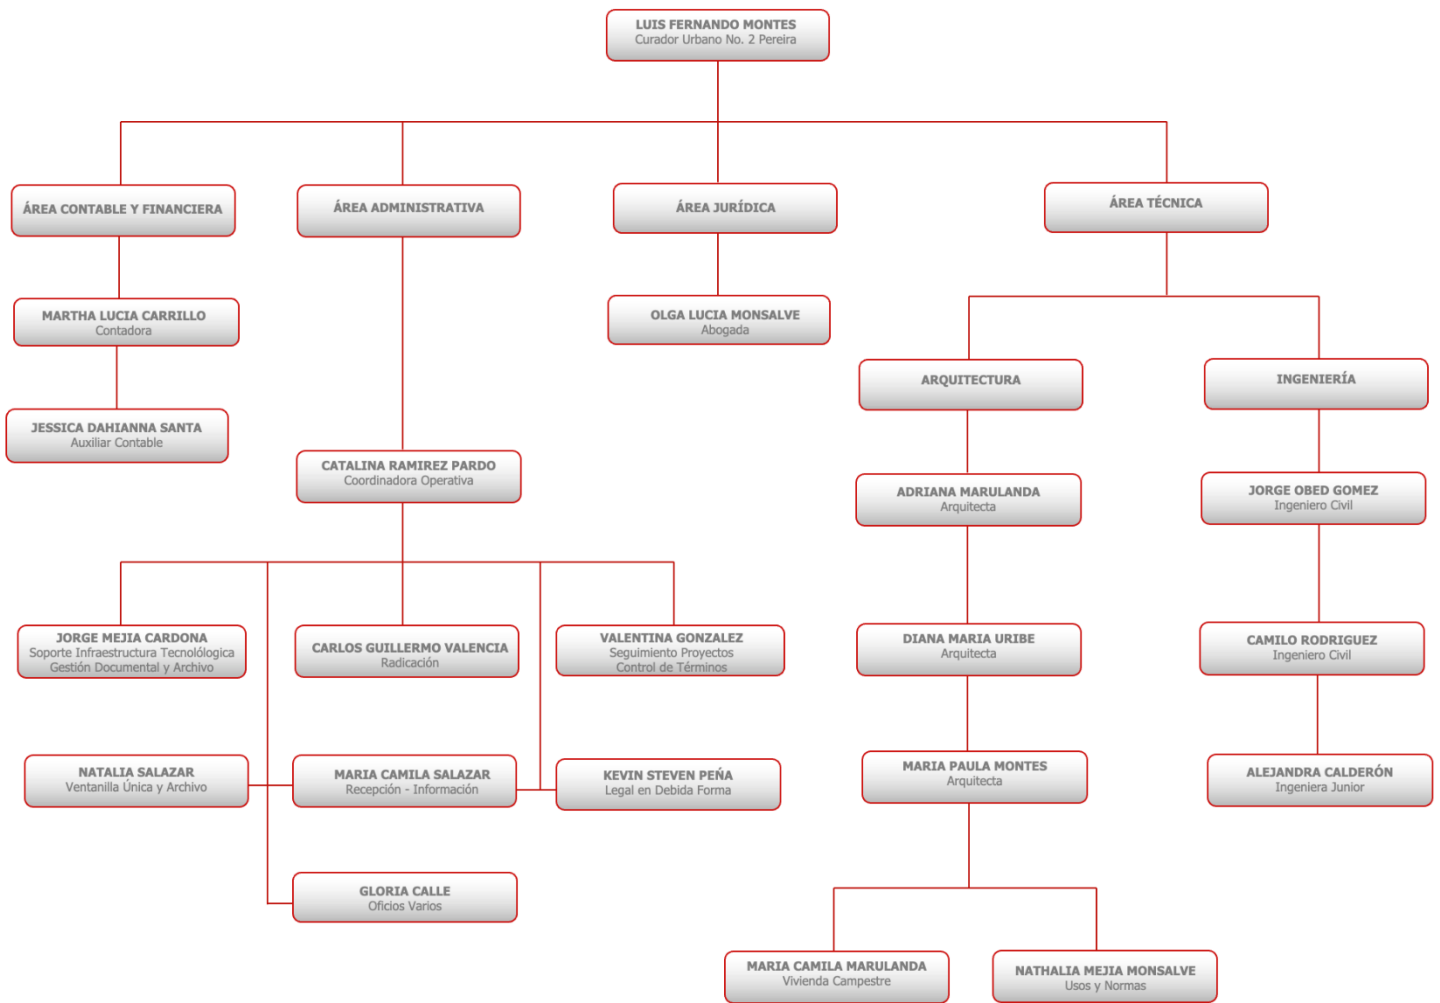 LUIS FERNANDO MONTES
Curador Urbano No. 2 Pereira
ÁREA CONTABLE Y FINANCIERA
ÁREA ADMINISTRATIVA
ÁREA JURÍDICA
ÁREA TÉCNICA
MARTHA LUCIA CARRILLO
Contadora
OLGA LUCIA MONSALVE
Abogada
ARQUITECTURA
INGENIERÍA
JESSICA DAHIANNA SANTA
Auxiliar Contable
CATALINA RAMIREZ PARDO
Coordinadora Operativa
ADRIANA MARULANDA
Arquitecta
JORGE OBED GOMEZ
Ingeniero Civil
JORGE MEJIA CARDONA
Soporte Infraestructura Tecnolólogica
Gestión Documental y Archivo
CARLOS GUILLERMO VALENCIA
Radicación
VALENTINA GONZALEZ
Seguimiento Proyectos
Control de Términos
DIANA MARIA URIBE
Arquitecta
CAMILO RODRIGUEZ
Ingeniero Civil
NATALIA SALAZAR
Ventanilla Única y Archivo
MARIA CAMILA SALAZAR
Recepción - Información
KEVIN STEVEN PEÑA
Legal en Debida Forma
MARIA PAULA MONTES
Arquitecta
ALEJANDRA CALDERÓN
Ingeniera Junior
GLORIA CALLE
Oficios Varios
MARIA CAMILA MARULANDA
Vivienda Campestre
NATHALIA MEJIA MONSALVE
Usos y Normas